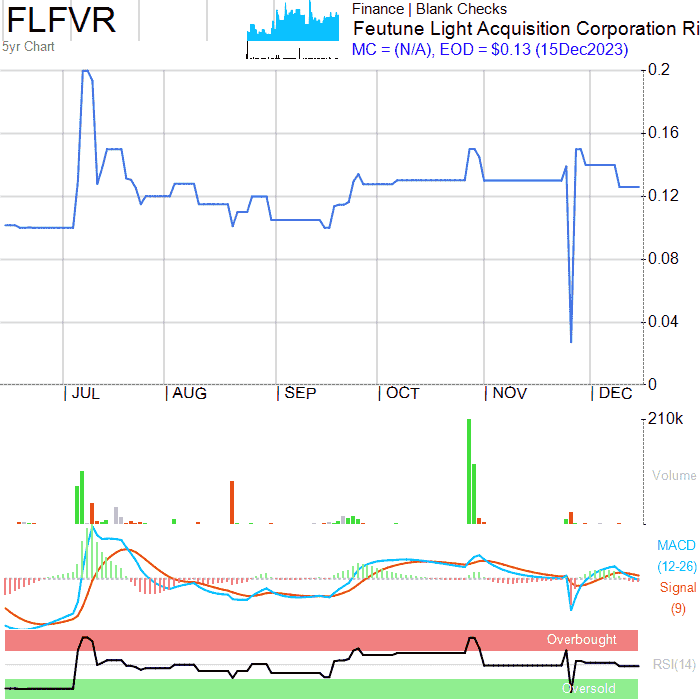 FLFVR
Finance | Blank Checks
Feutune Light Acquisition Corporation Ri
5yr Chart
MC = (N/A), EOD = $0.13 (15Dec2023)
0.2
0.16
0.12
0.08
0.04
0
JUL AUG SEP OCT NOV DEC
210k
Volume
MACD
(12-26)
Signal
(9)
Overbought
RSI(14)
Oversold